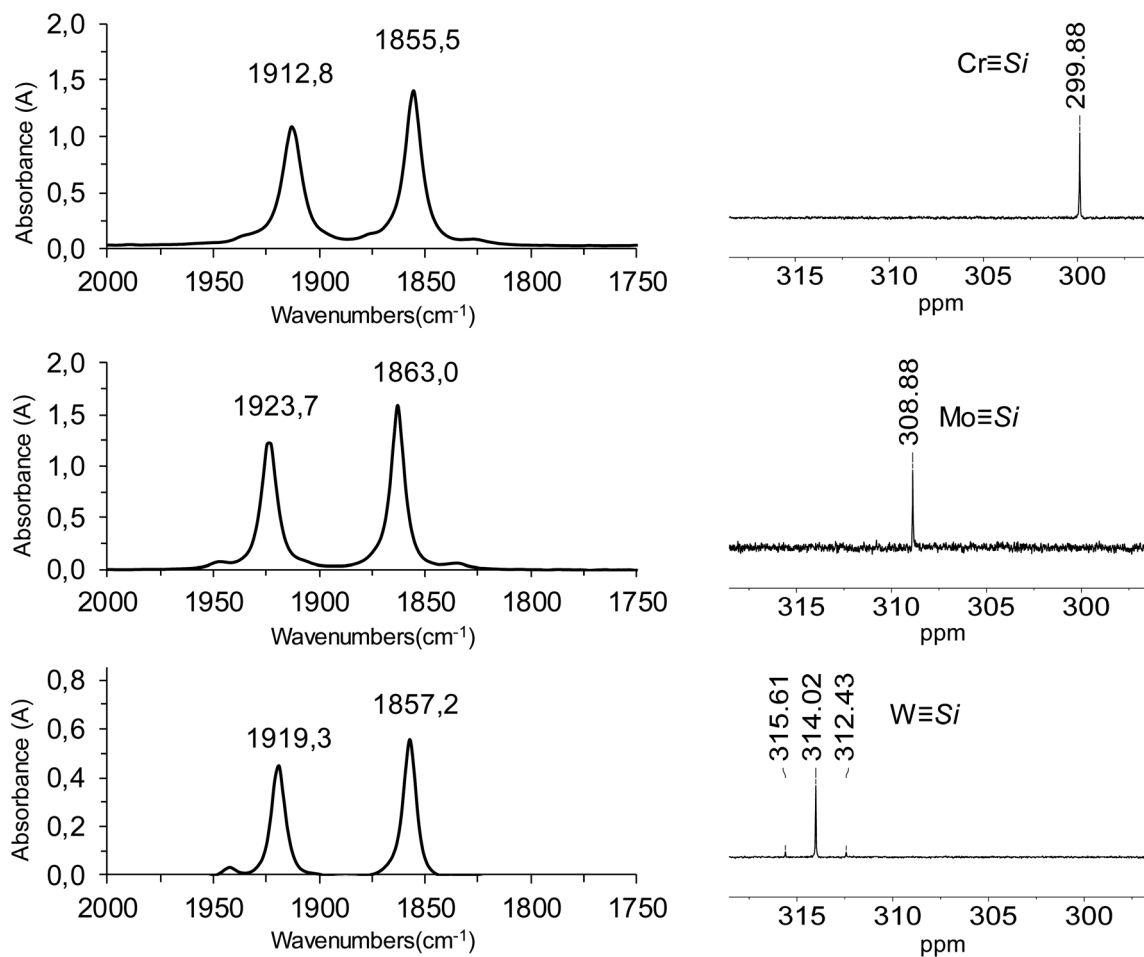 2,0
1,5
1,0
0,5
0,0
Absorbance (A)
1912,8
1855,5
2000 1950 1900 1850 1800 1750
Wavenumbers(cm-1)
Cr≡Si
299.88
315 310 305 300
ppm
2,0
1,5
1,0
0,5
0,0
Absorbance (A)
1923,7
1863,0
2000 1950 1900 1850 1800 1750
Wavenumbers(cm-1)
308.88
Mo≡Si
315 310 305 300
ppm
0,8
0,6
0,4
0,2
0,0
Absorbance (A)
1919,3
1857,2
2000 1950 1900 1850 1800 1750
Wavenumbers(cm-1)
315.61
314.02
312.43
W≡Si
315 310 305 300
ppm